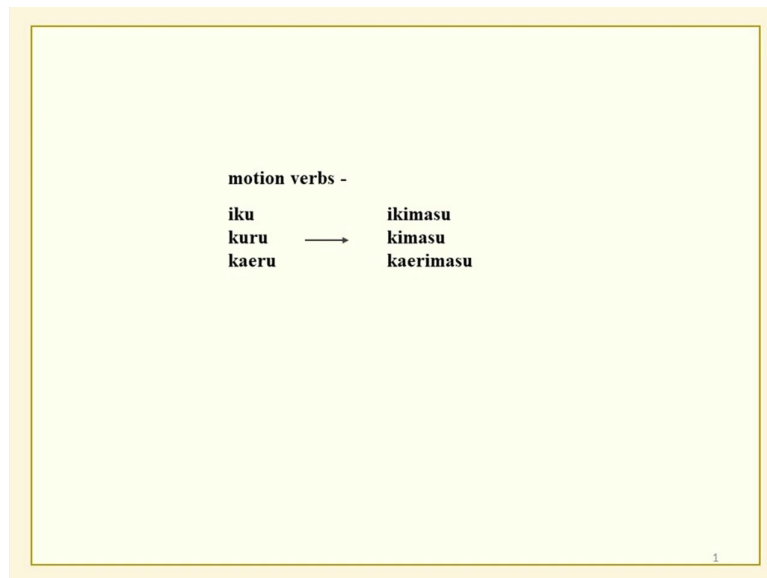 motion verbs -
iku ikimasu
kuru kimasu
kaeru kaerimasu
1